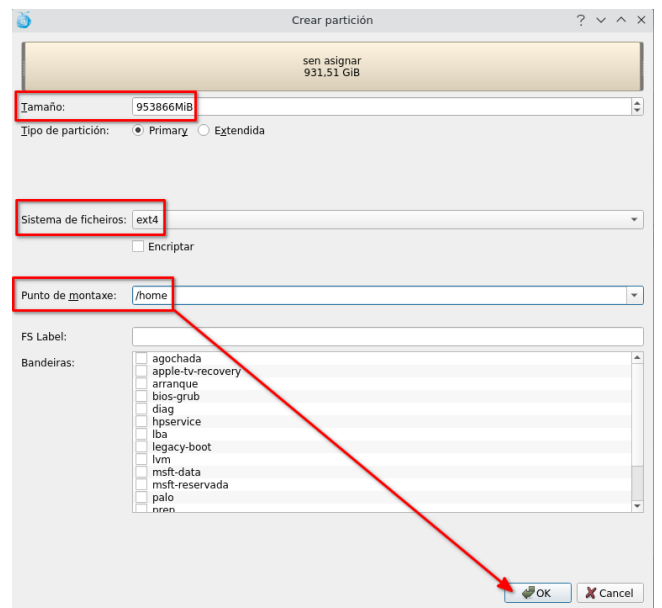 Crear partición
sen asignar
931,51 GiB
Tamaño: 953866MiB
Tipo de partición: Primary Extendida
Sistema de ficheiros: ext4
Encriptar
Punto de montaxe: /home
FS Label:
Bandeiras:
agochada
apple-tv-recovery
arranque
bios-grub
diag
hpservice
lba
legacy-boot
lvm
msft-data
msft-reservada
palo
prep
OK Cancel